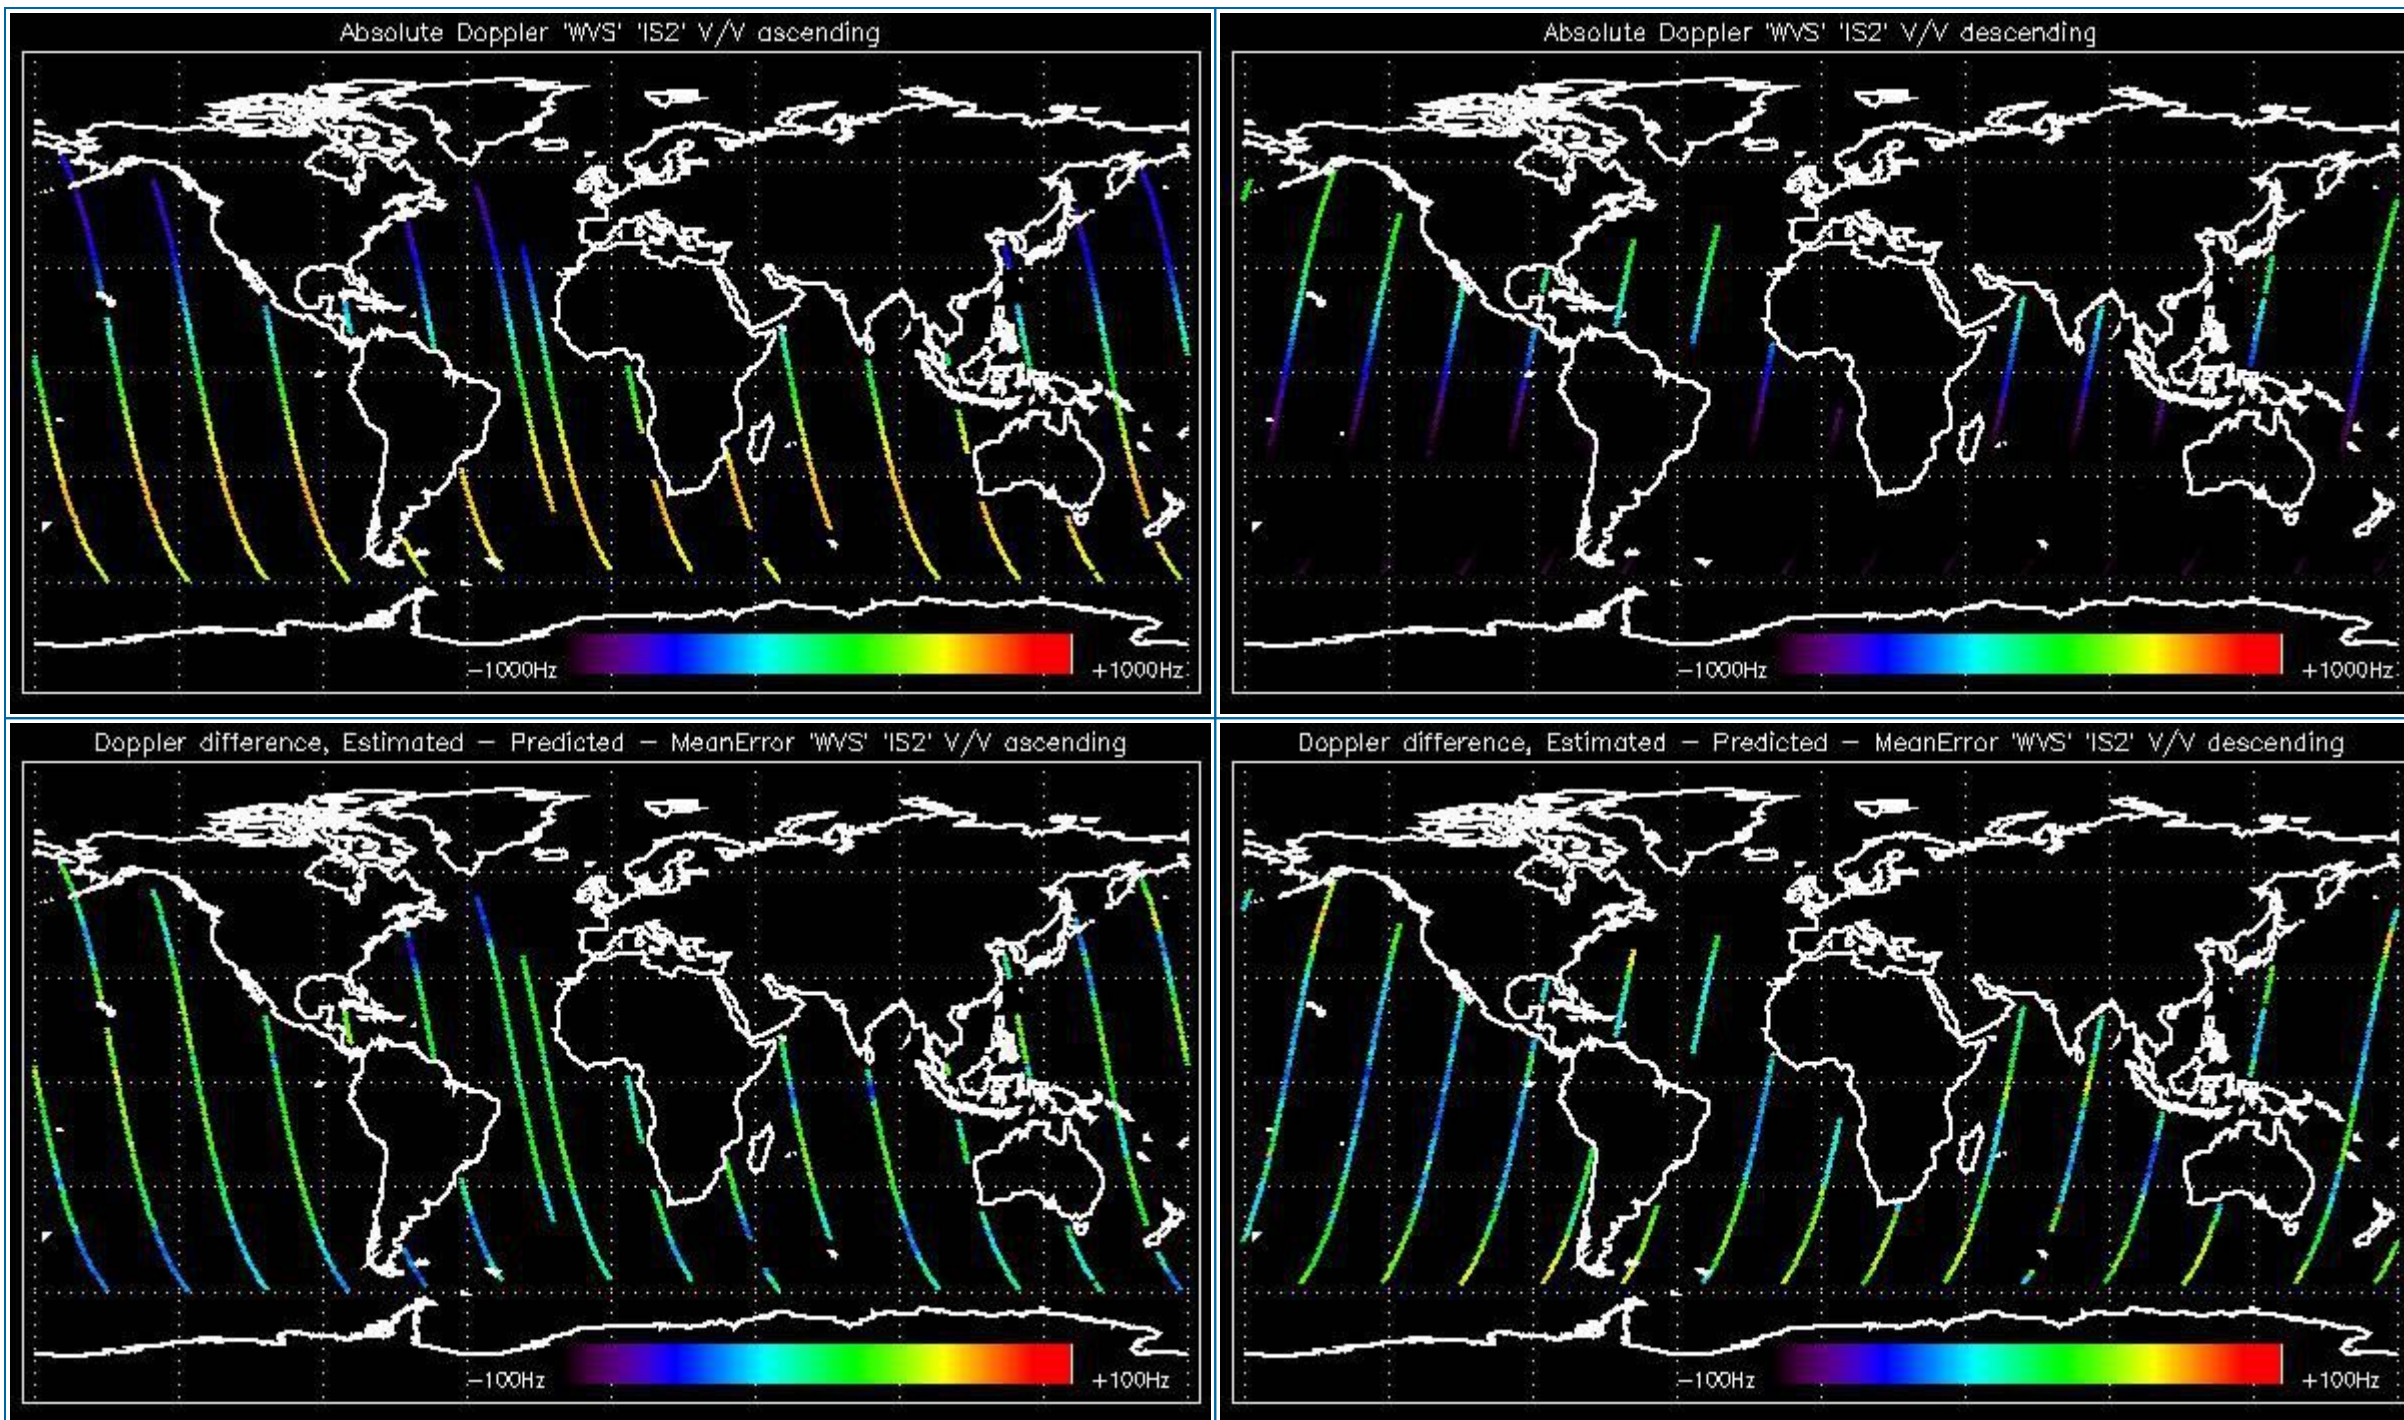 Absolute Doppler 'WVS' 'IS2' V/V ascending
-1000Hz
+1000Hz
Absolute Doppler 'WVS' 'IS2' V/V descending
-1000Hz
+1000Hz
Doppler difference, Estimated - Predicted - MeanError 'WVS' 'IS2' V/V ascending
-100Hz
+100Hz
Doppler difference, Estimated - Predicted - MeanError 'WVS' 'IS2' V/V descending
-100Hz
+100Hz